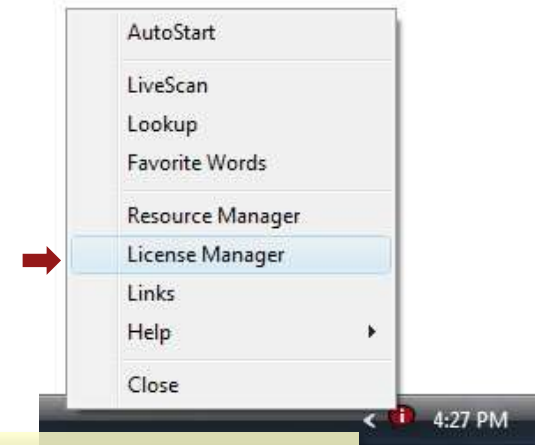 AutoStart
LiveScan
Lookup
Favorite Words
Resource Manager
License Manager
Links
Help
Close
4:27 PM